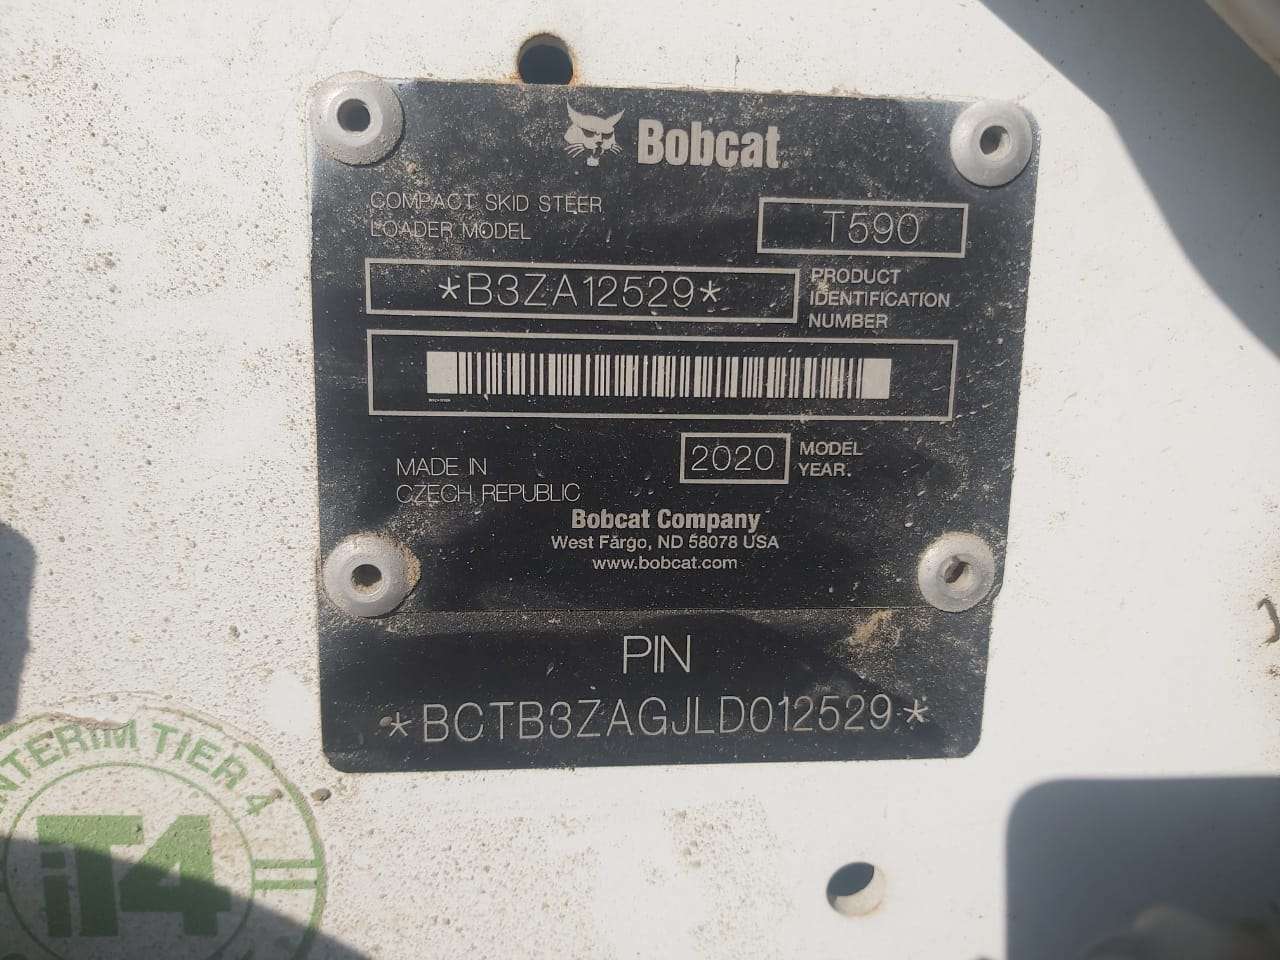 Bobcat
COMPACT SKID STEER
LOADER MODEL
T590
*B3ZA12529*
PRODUCT
IDENTIFICATION
NUMBER
MADE IN
CZECH REPUBLIC
2020
MODEL
YEAR.
Bobcat Company
West Fargo, ND 58078 USA
www.bobcat.com
PIN
*BCTB3ZAGJLD012529*
NTERIM TIER 4
iT4